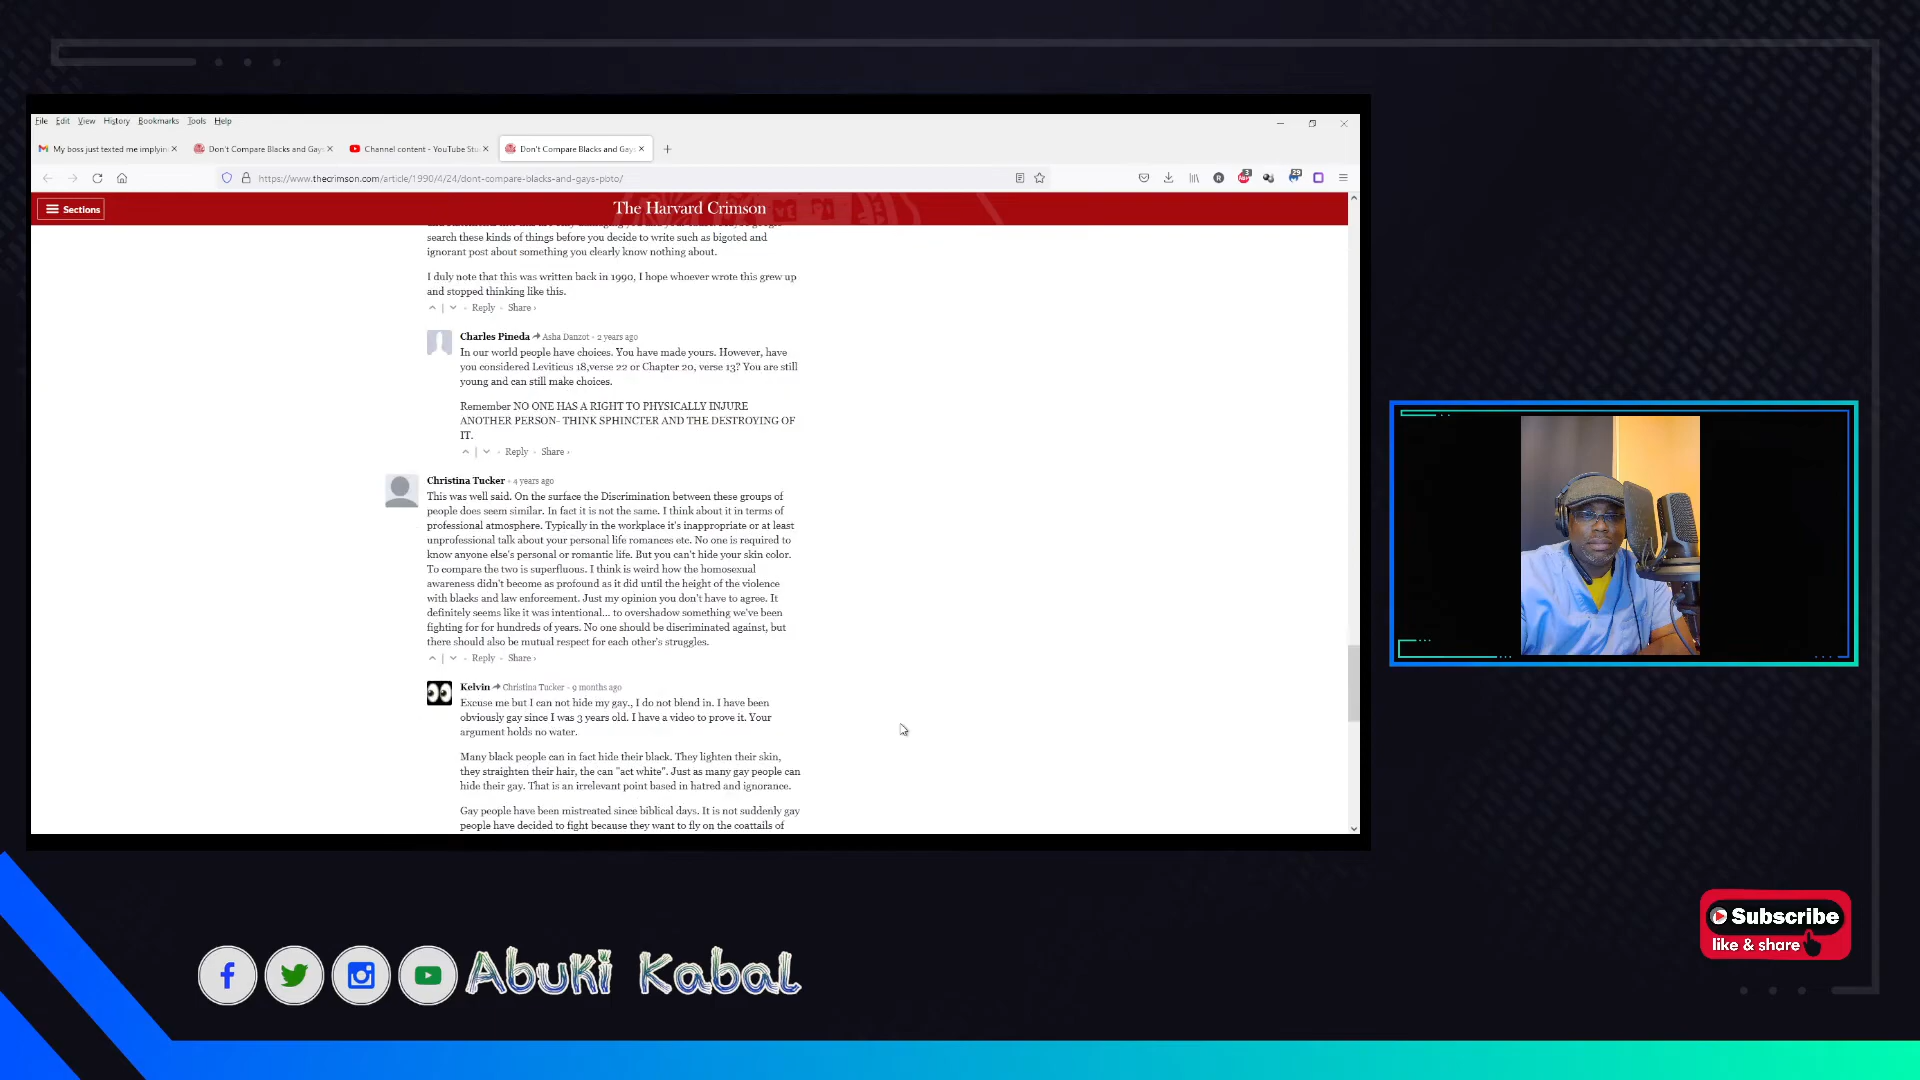 File Edit View History Bookmarks Tools Help
My boss just texted me implyin
Don't Compare Blacks and Gays
Channel content - YouTube Stu
Don't Compare Blacks and Gays
https://www.thecrimson.com/article/1990/4/24/dont-compare-blacks-and-gays-pbto/
3
29
Sections
The Harvard Crimson
search these kinds of things before you decide to write such as bigoted and
ignorant post about something you clearly know nothing about.
I duly note that this was written back in 1990, I hope whoever wrote this grew up
and stopped thinking like this.
Reply Share ›
Charles Pineda Asha Danzot • 2 years ago
In our world people have choices. You have made yours. However, have
you considered Leviticus 18,verse 22 or Chapter 20, verse 13? You are still
young and can still make choices.
Remember NO ONE HAS A RIGHT TO PHYSICALLY INJURE
ANOTHER PERSON- THINK SPHINCTER AND THE DESTROYING OF
IT.
Reply Share ›
Christina Tucker • 4 years ago
This was well said. On the surface the Discrimination between these groups of
people does seem similar. In fact it is not the same. I think about it in terms of
professional atmosphere. Typically in the workplace it's inappropriate or at least
unprofessional talk about your personal life romances etc. No one is required to
know anyone else's personal or romantic life. But you can't hide your skin color.
To compare the two is superfluous. I think is weird how the homosexual
awareness didn't become as profound as it did until the height of the violence
with blacks and law enforcement. Just my opinion you don't have to agree. It
definitely seems like it was intentional... to overshadow something we've been
fighting for for hundreds of years. No one should be discriminated against, but
there should also be mutual respect for each other's struggles.
Reply Share ›
Kelvin Christina Tucker • 9 months ago
Excuse me but I can not hide my gay., I do not blend in. I have been
obviously gay since I was 3 years old. I have a video to prove it. Your
argument holds no water.
Many black people can in fact hide their black. They lighten their skin,
they straighten their hair, the can "act white". Just as many gay people can
hide their gay. That is an irrelevant point based in hatred and ignorance.
Gay people have been mistreated since biblical days. It is not suddenly gay
people have decided to fight because they want to fly on the coattails of
Subscribe
like & share
Abuki Kabal